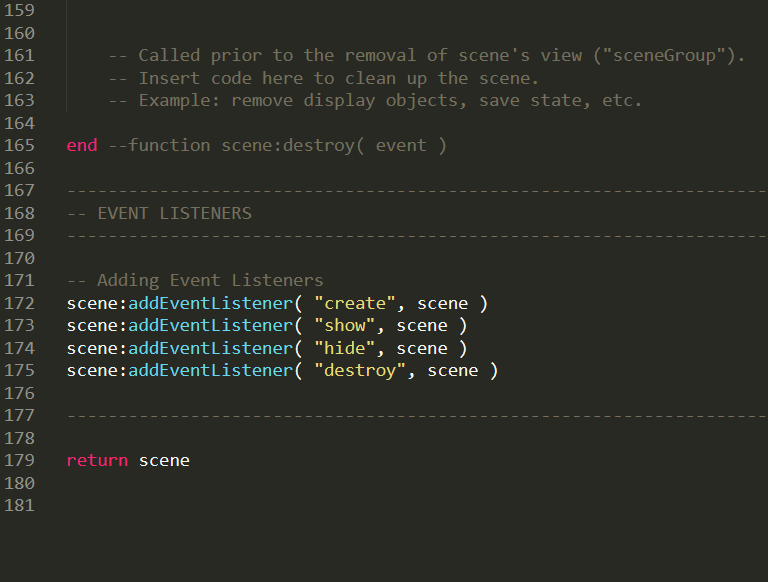 159
160
161 -- Called prior to the removal of scene's view ("sceneGroup").
162 -- Insert code here to clean up the scene.
163 -- Example: remove display objects, save state, etc.
164
165 end --function scene:destroy( event )
166
167 --------------------------------------------------------------------
168 -- EVENT LISTENERS
169 --------------------------------------------------------------------
170
171 -- Adding Event Listeners
172 scene:addEventListener( "create", scene )
173 scene:addEventListener( "show", scene )
174 scene:addEventListener( "hide", scene )
175 scene:addEventListener( "destroy", scene )
176
177 --------------------------------------------------------------------
178
179 return scene
180
181